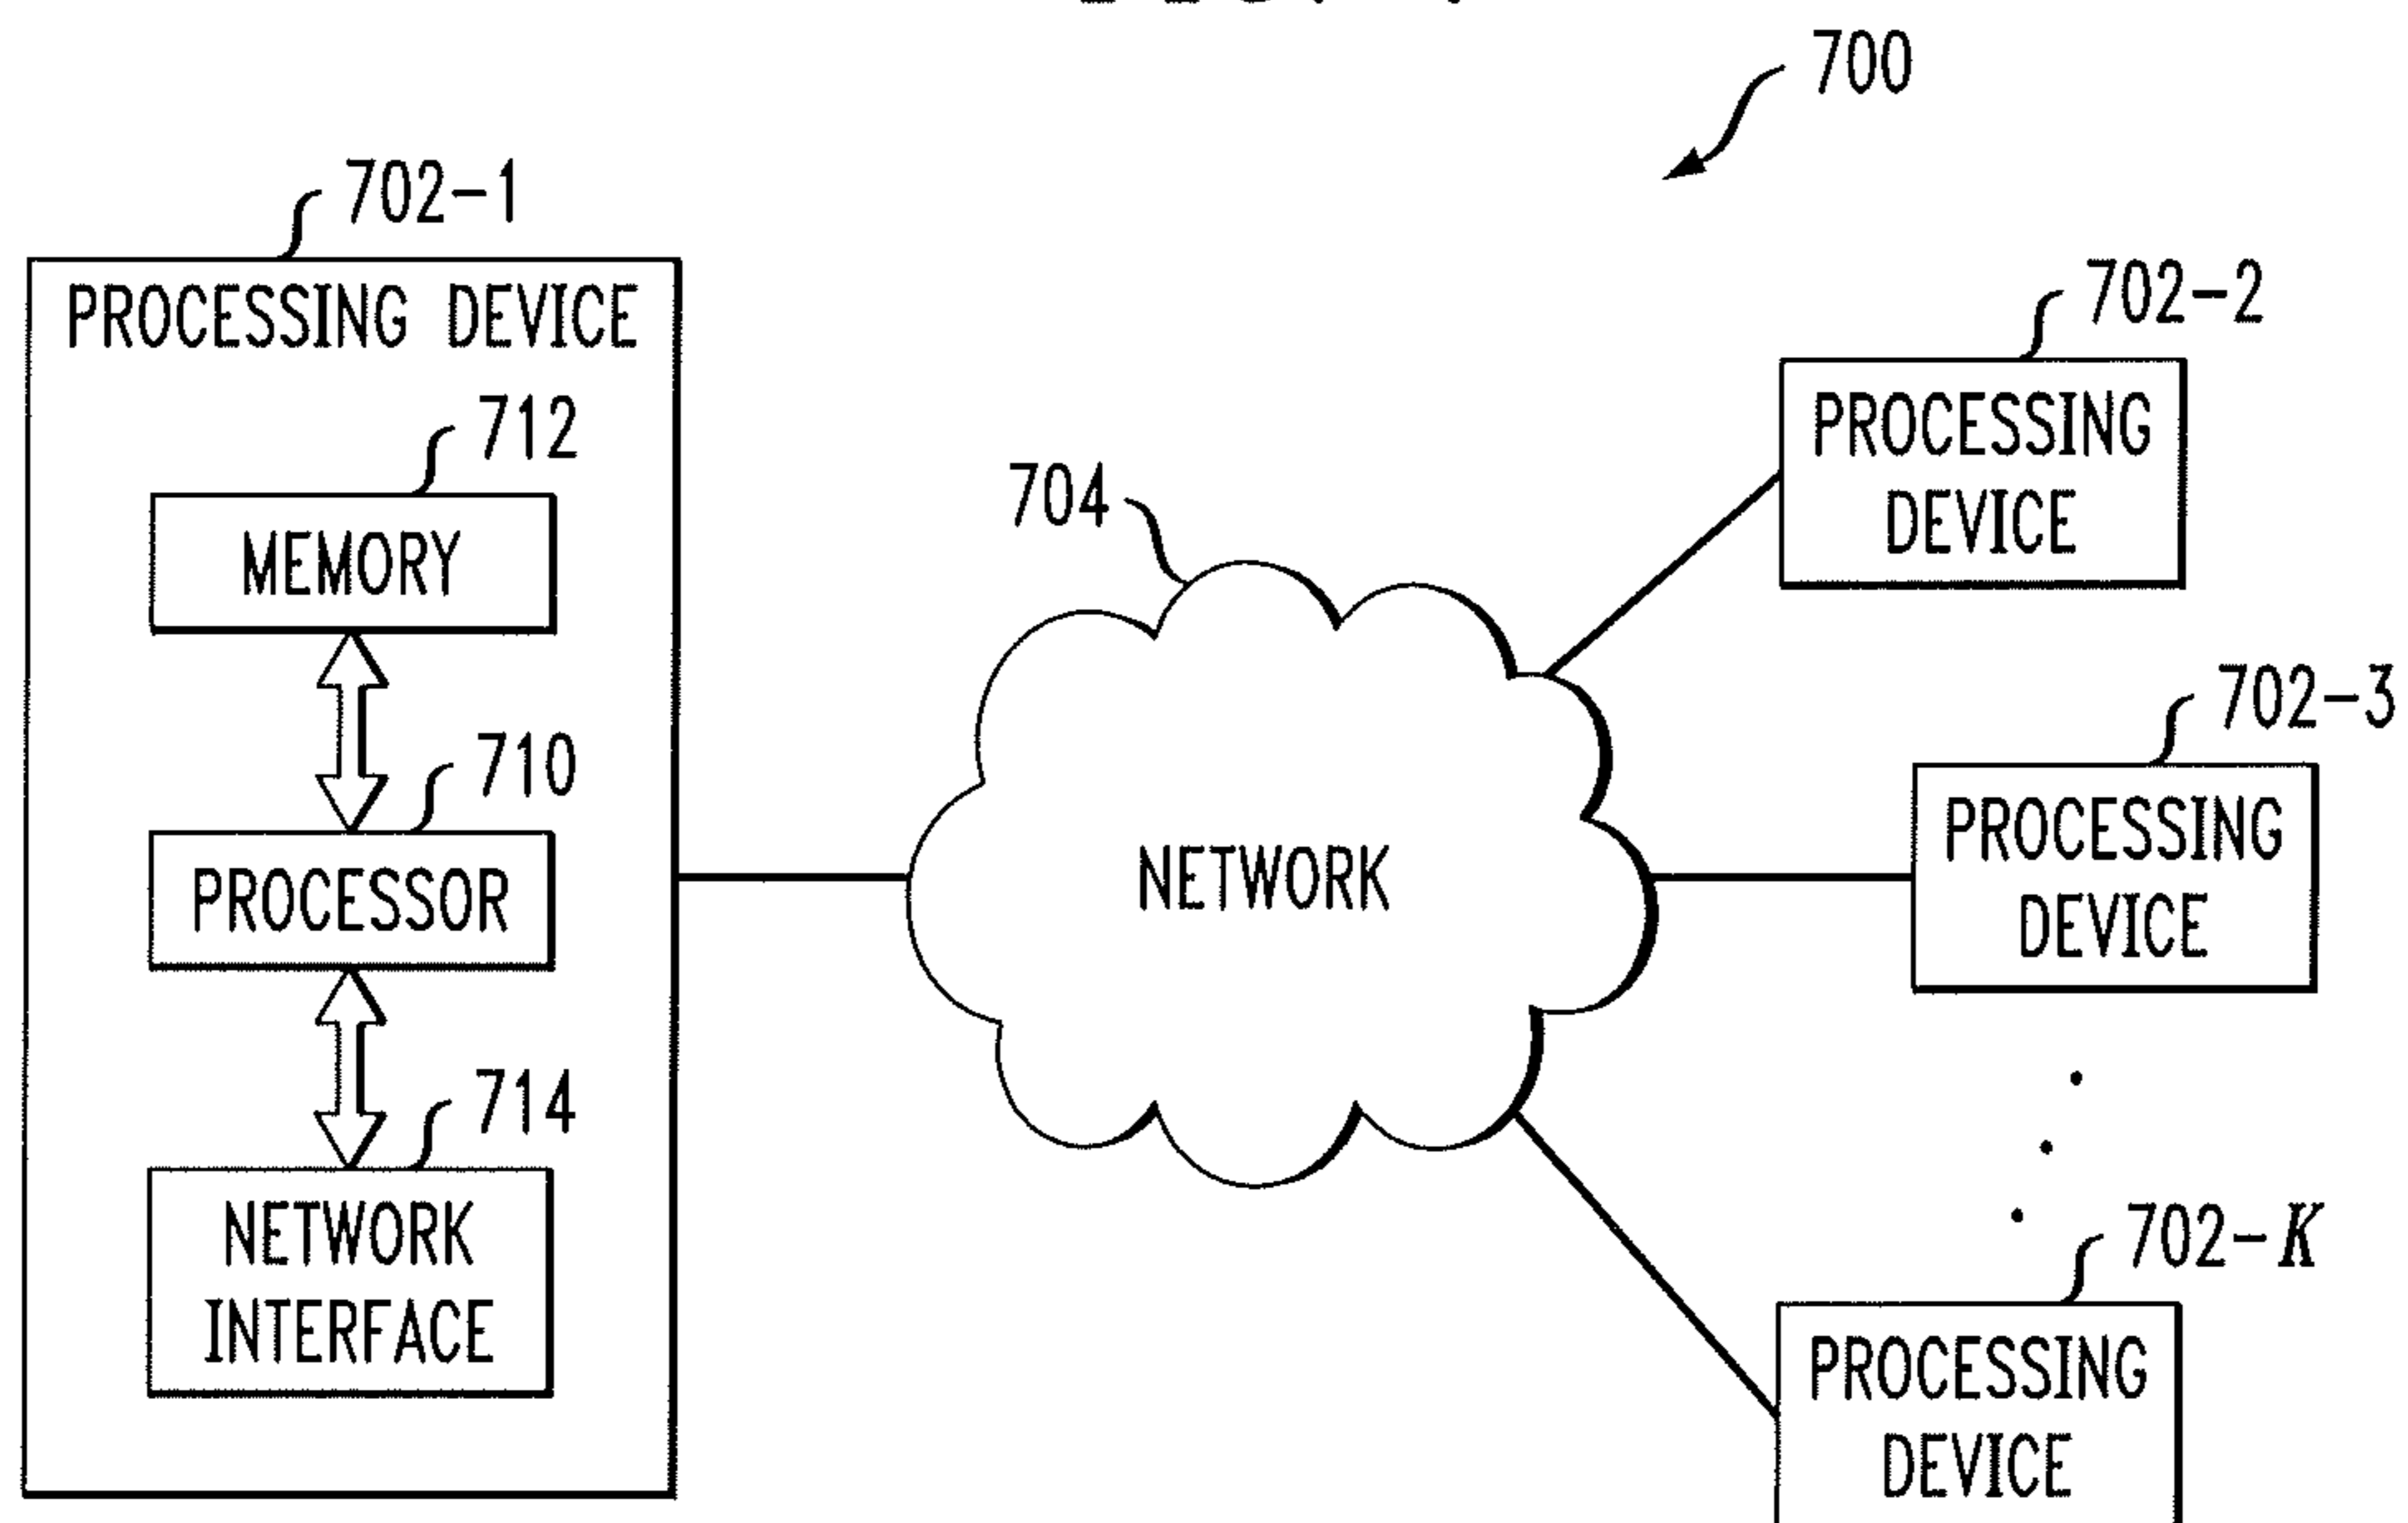 700
702-1
PROCESSING DEVICE
712
MEMORY
710
PROCESSOR
714
NETWORK
INTERFACE
704
NETWORK
702-2
PROCESSING
DEVICE
702-3
PROCESSING
DEVICE
702-K
PROCESSING
DEVICE